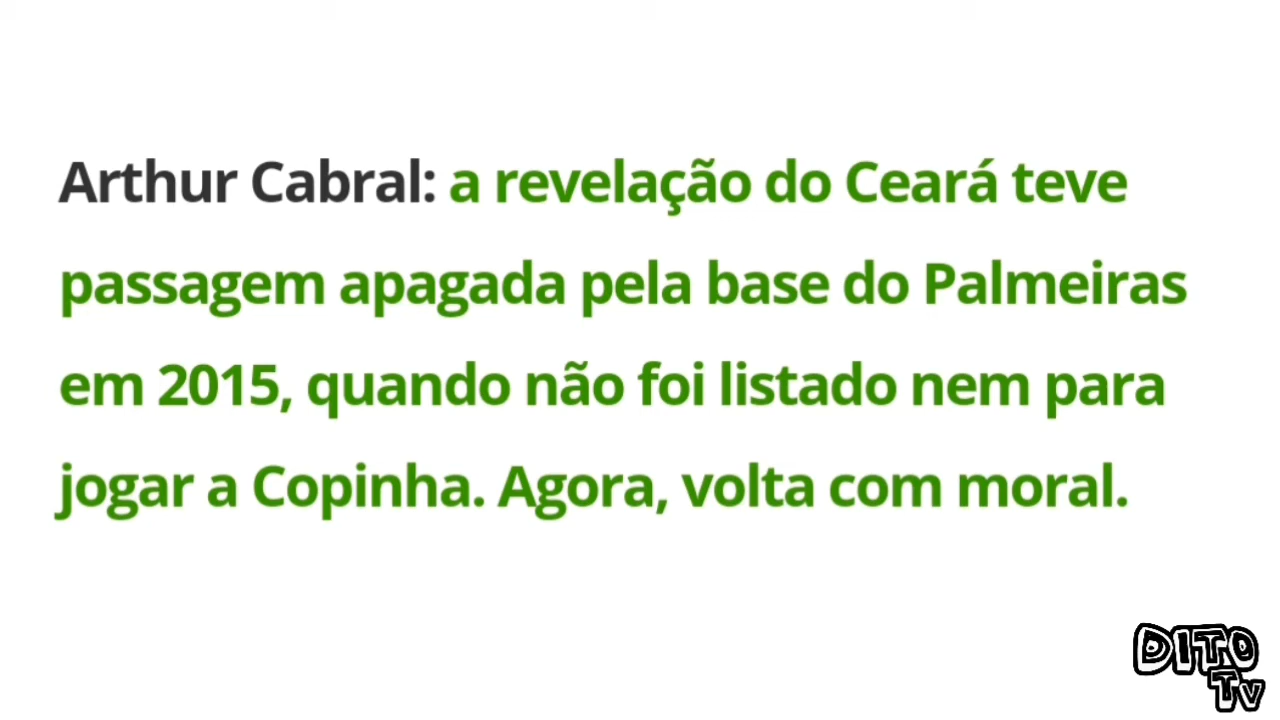 Arthur Cabral: a revelação do Ceará teve
passagem apagada pela base do Palmeiras
em 2015, quando não foi listado nem para
jogar a Copinha. Agora, volta com moral.
DITO
Tv